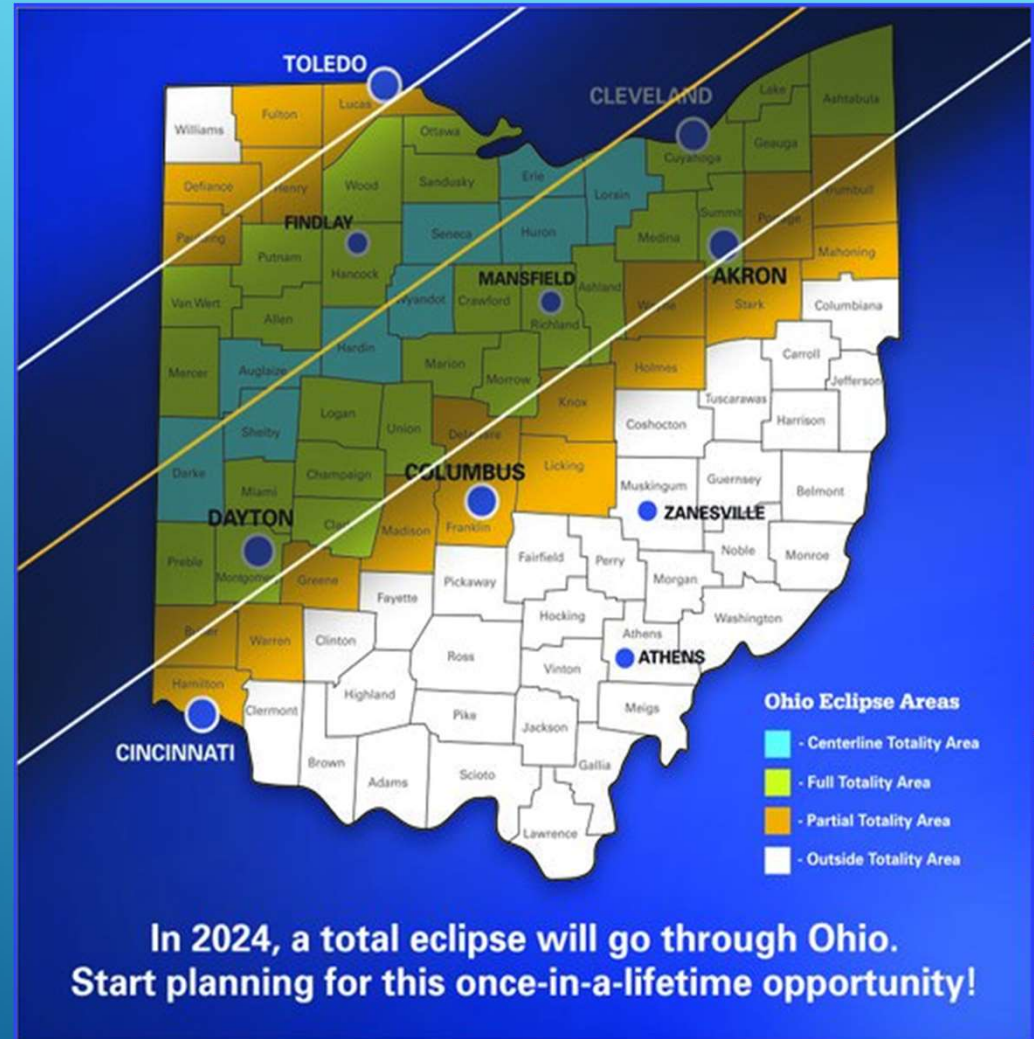 TOLEDO
CLEVELAND
Lake
Ashtabula
Williams
Fulton
Lucas
Ottawa
Cuyahoga
Geauga
Defiance
Henry
Wood
Sandusky
Erie
Lorain
Trumbull
Paulding
FINDLAY
Seneca
Huron
Medina
Summit
Portage
Putnam
Hancock
MANSFIELD
Ashland
AKRON
Mahoning
Van Wert
Allen
Wyandot
Crawford
Richland
Wayne
Stark
Columbiana
Mercer
Auglaize
Hardin
Marion
Morrow
Holmes
Carroll
Jefferson
Logan
Union
Knox
Tuscarawas
Harrison
Shelby
Delaware
Coshocton
Darke
Champaign
COLUMBUS
Licking
Muskingum
Guernsey
Belmont
Miami
DAYTON
Clark
Madison
Franklin
ZANESVILLE
Preble
Montgomery
Greene
Fairfield
Perry
Noble
Monroe
Pickaway
Morgan
Fayette
Hocking
Washington
Butler
Warren
Clinton
Ross
Athens
ATHENS
Vinton
Hamilton
Highland
Clermont
Pike
Jackson
Meigs
CINCINNATI
Brown
Adams
Scioto
Gallia
Lawrence
Ohio Eclipse Areas
- Centerline Totality Area
- Full Totality Area
- Partial Totality Area
- Outside Totality Area
In 2024, a total eclipse will go through Ohio.
Start planning for this once-in-a-lifetime opportunity!